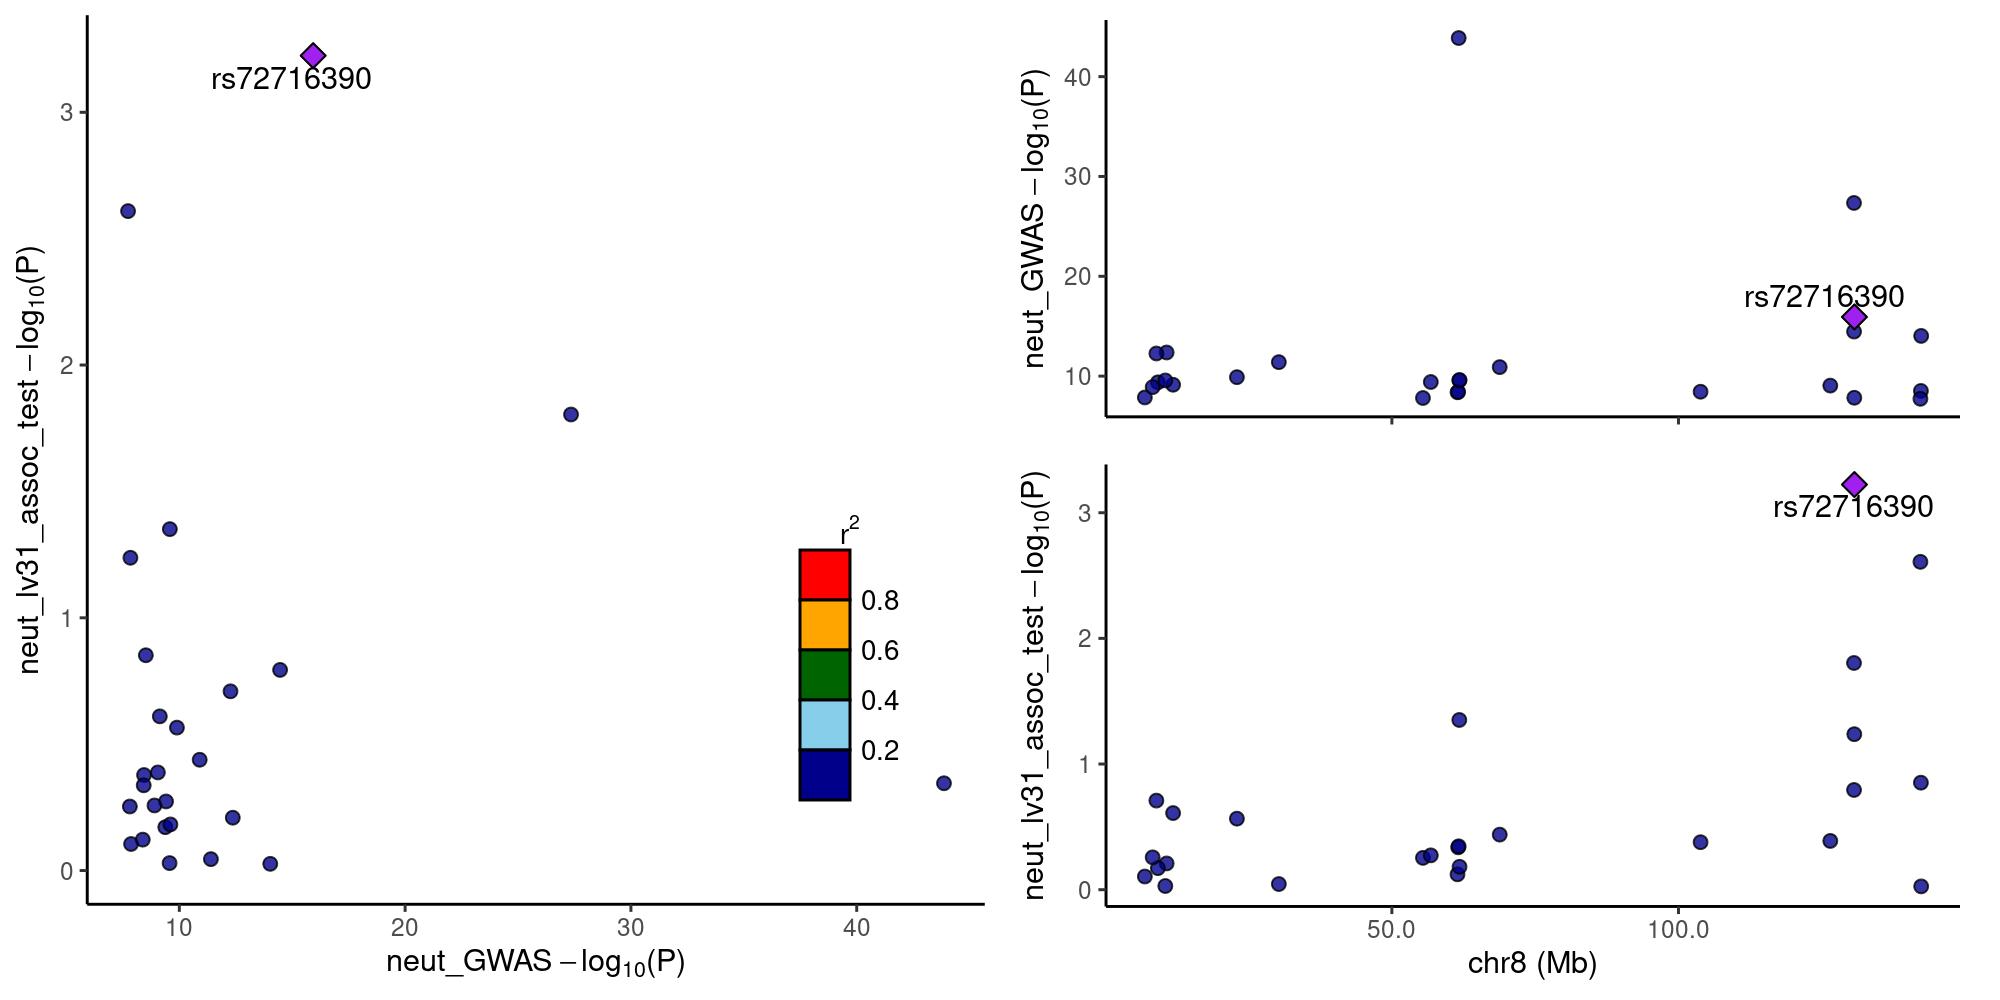 neut_lv31_assoc_test −log10(P)
3
2
1
0
rs72716390
r2
0.8
0.6
0.4
0.2
10 20 30 40
neut_GWAS −log10(P)
neut_GWAS −log10(P)
40
30
20
10
rs72716390
neut_lv31_assoc_test −log10(P)
3
2
1
0
rs72716390
50.0 100.0
chr8 (Mb)